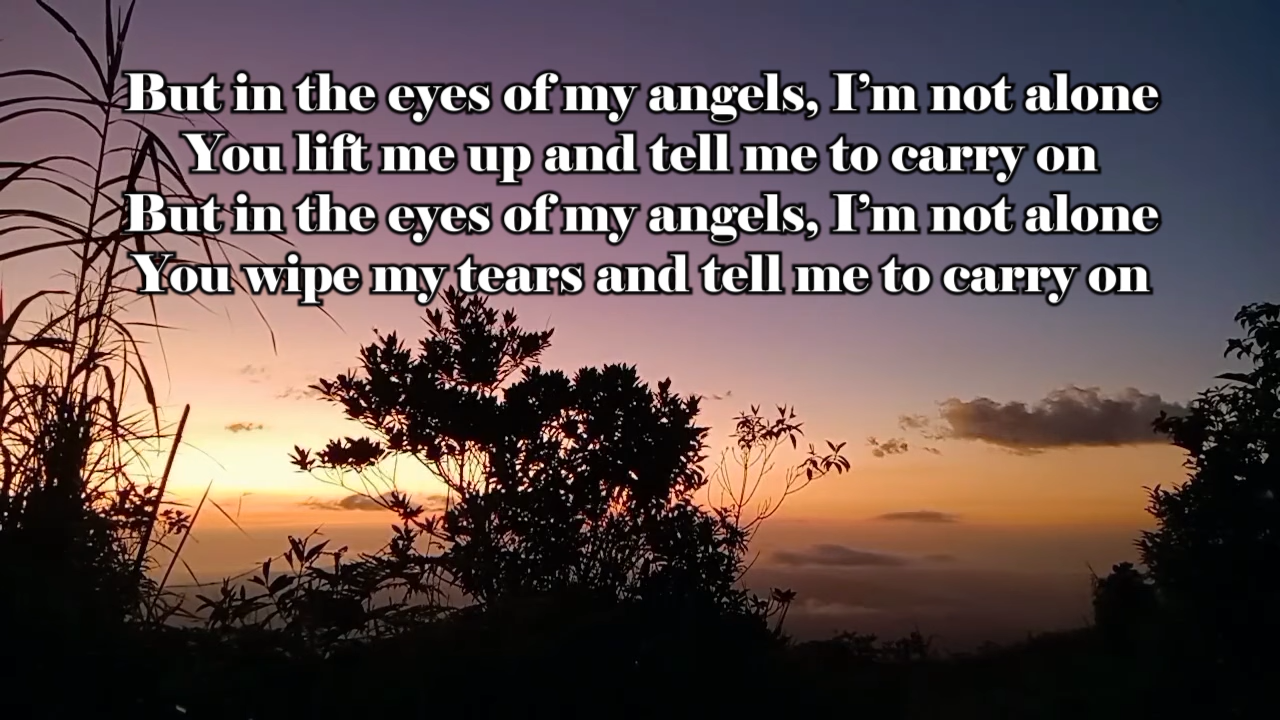 But in the eyes of my angels, I’m not alone
You lift me up and tell me to carry on
But in the eyes of my angels, I’m not alone
You wipe my tears and tell me to carry on